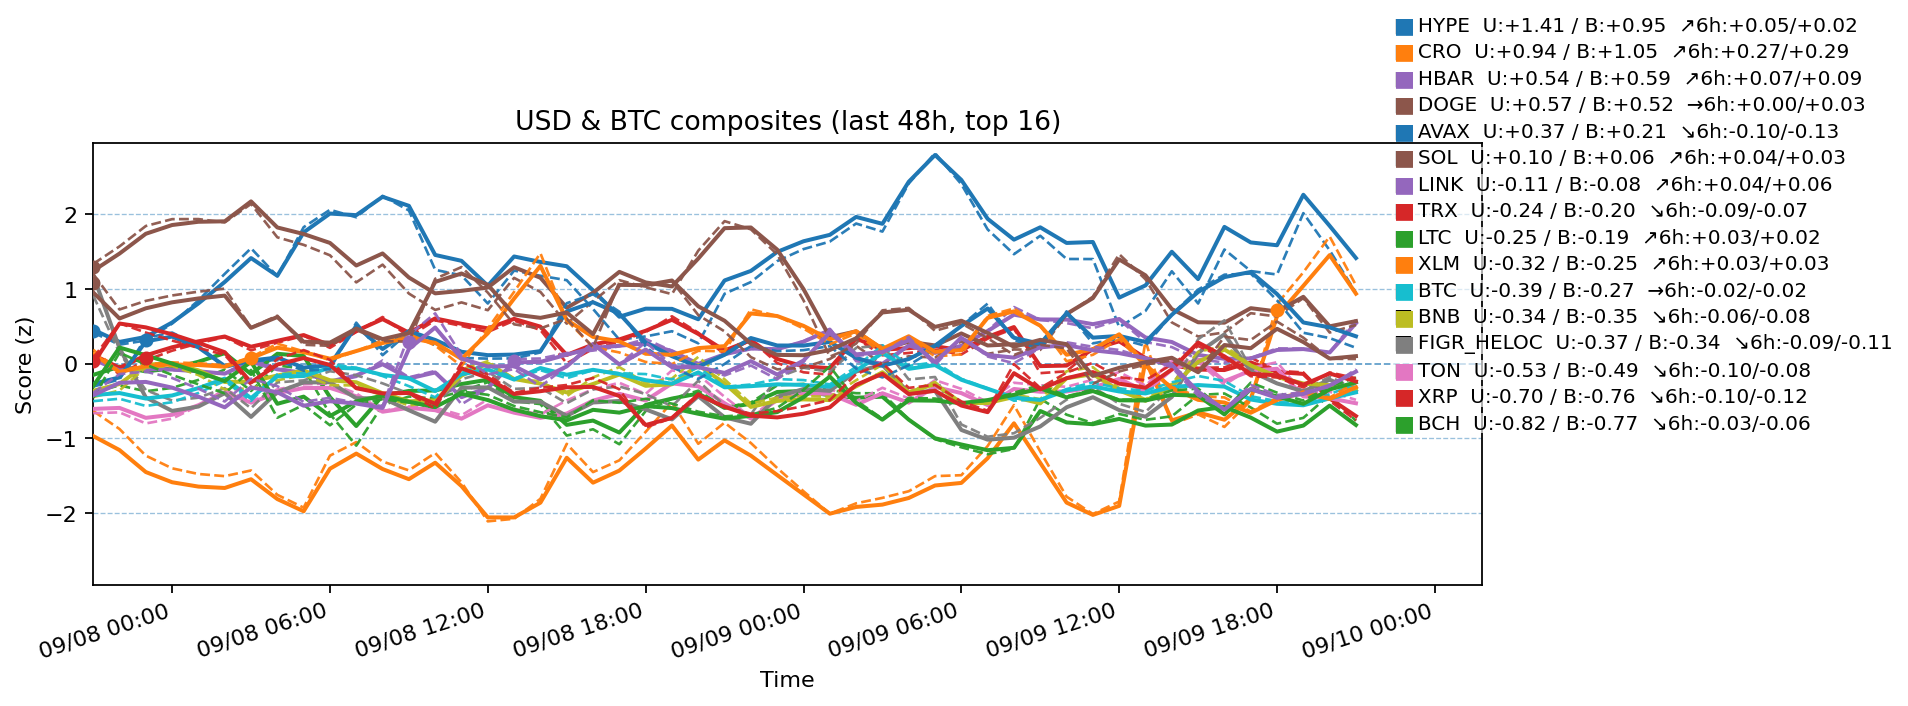 HYPE  U:+1.41 / B:+0.95  ↗6h:+0.05/+0.02
CRO  U:+0.94 / B:+1.05  ↗6h:+0.27/+0.29
HBAR  U:+0.54 / B:+0.59  ↗6h:+0.07/+0.09
DOGE  U:+0.57 / B:+0.52  →6h:+0.00/+0.03
AVAX  U:+0.37 / B:+0.21  ↘6h:-0.10/-0.13
SOL  U:+0.10 / B:+0.06  ↗6h:+0.04/+0.03
LINK  U:-0.11 / B:-0.08  ↗6h:+0.04/+0.06
TRX  U:-0.24 / B:-0.20  ↘6h:-0.09/-0.07
LTC  U:-0.25 / B:-0.19  ↗6h:+0.03/+0.02
XLM  U:-0.32 / B:-0.25  ↗6h:+0.03/+0.03
BTC  U:-0.39 / B:-0.27  →6h:-0.02/-0.02
BNB  U:-0.34 / B:-0.35  ↘6h:-0.06/-0.08
FIGR_HELOC  U:-0.37 / B:-0.34  ↘6h:-0.09/-0.11
TON  U:-0.53 / B:-0.49  ↘6h:-0.10/-0.08
XRP  U:-0.70 / B:-0.76  ↘6h:-0.10/-0.12
BCH  U:-0.82 / B:-0.77  ↘6h:-0.03/-0.06
USD & BTC composites (last 48h, top 16)
Score (z)
2
1
0
−1
−2
09/08 00:00
09/08 06:00
09/08 12:00
09/08 18:00
09/09 00:00
09/09 06:00
09/09 12:00
09/09 18:00
09/10 00:00
Time